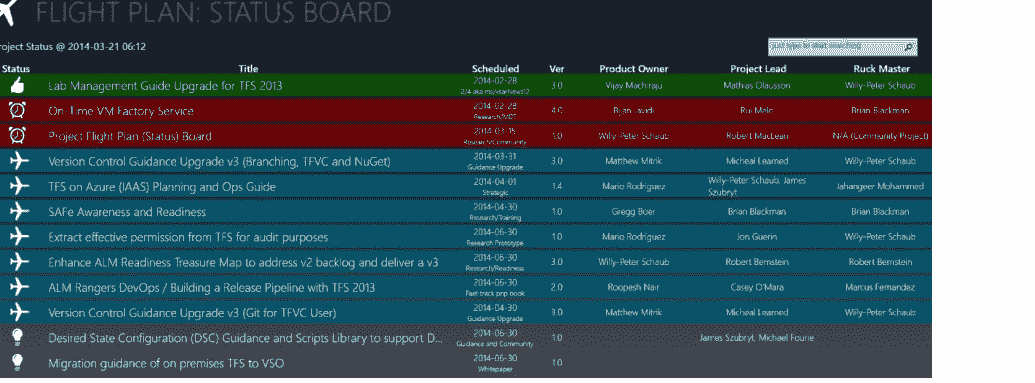 FLIGHT PLAN: STATUS BOARD
roject Status @ 2014-03-21 06:12
Status Title Scheduled Ver Product Owner Project Lead Ruck Master
Lab Management Guide Upgrade for TFS 2013 2014-02-28 3.0 Vijay Machiraju Mathias Olausson Willy-Peter Schaub
On-Time VM Factory Service 2014-02-28 4.0 Bijan Javidi Rui Melo Brian Blackman
Project Flight Plan (Status) Board 2014-03-15 1.0 Willy-Peter Schaub Robert MacLean N/A (Community Project)
Research/Community
Version Control Guidance Upgrade v3 (Branching, TFVC and NuGet) 2014-03-31 3.0 Matthew Mitrik Micheal Learned Willy-Peter Schaub
Guidance Upgrade
TFS on Azure (IAAS) Planning and Ops Guide 2014-04-01 1.4 Mario Rodriguez Willy-Peter Schaub, James Szubryt Jahangeer Mohammed
Strategic
SAFe Awareness and Readiness 2014-04-30 1.0 Gregg Boer Brian Blackman Brian Blackman
Research/Training
Extract effective permission from TFS for audit purposes 2014-06-30 1.0 Mario Rodriguez Jon Guerin Willy-Peter Schaub
Research Prototype
Enhance ALM Readiness Treasure Map to address v2 backlog and deliver a v3 2014-06-30 3.0 Willy-Peter Schaub Robert Bernstein Robert Bernstein
Research/Readiness
ALM Rangers DevOps / Building a Release Pipeline with TFS 2013 2014-06-30 2.0 Roopesh Nair Casey O'Mara Marcus Fernandez
Fast-track pnp book
Version Control Guidance Upgrade v3 (Git for TFVC User) 2014-04-30 3.0 Matthew Mitrik Micheal Learned Willy-Peter Schaub
Guidance Upgrade
Desired State Configuration (DSC) Guidance and Scripts Library to support D... 2014-06-30 1.0 James Szubryt, Michael Fourie
Guidance and Community
Migration guidance of on premises TFS to VSO 2014-06-30 1.0
Whitepaper